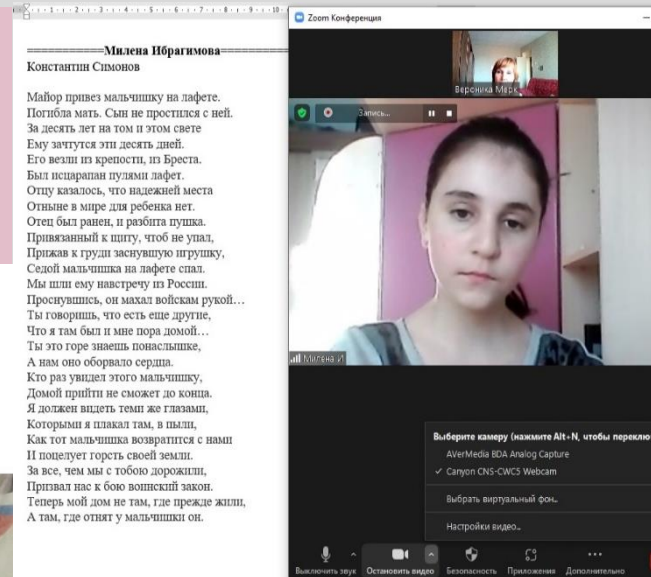 ===========Милена Ибрагимова===========
Константин Симонов
Майор привез мальчишку на лафете.
Погибла мать. Сын не простился с ней.
За десять лет на том и этом свете
Ему зачтутся эти десять дней.
Его везли из крепости, из Бреста.
Был исцарапан пулями лафет.
Отцу казалось, что надежней места
Отныне в мире для ребенка нет.
Отец был ранен, и разбита пушка.
Привязанный к щиту, чтоб не упал,
Прижав к груди заснувшую игрушку,
Седой мальчишка на лафете спал.
Мы шли ему навстречу из России.
Проснувшись, он махал войскам рукой…
Ты говоришь, что есть еще другие,
Что я там был и мне пора домой…
Ты это горе знаешь понаслышке,
А нам оно оборвало сердца.
Кто раз увидел этого мальчишку,
Домой прийти не сможет до конца.
Я должен видеть теми же глазами,
Которыми я плакал там, в пыли,
Как тот мальчишка возвратится с нами
И поцелует горсть своей земли.
За все, чем мы с тобою дорожили,
Призвал нас к бою воинский закон.
Теперь мой дом не там, где прежде жили,
А там, где отнят у мальчишки он.
Zoom Конференция
Вероника Мерк
Запись...
Милена И
Выберите камеру (нажмите Alt+N, чтобы переклю
AVerMedia BDA Analog Capture
✓ Canyon CNS-CWC5 Webcam
Выбрать виртуальный фон...
Настройки видео...
Выключить звук Остановить видео Безопасность Приложения Дополнительно